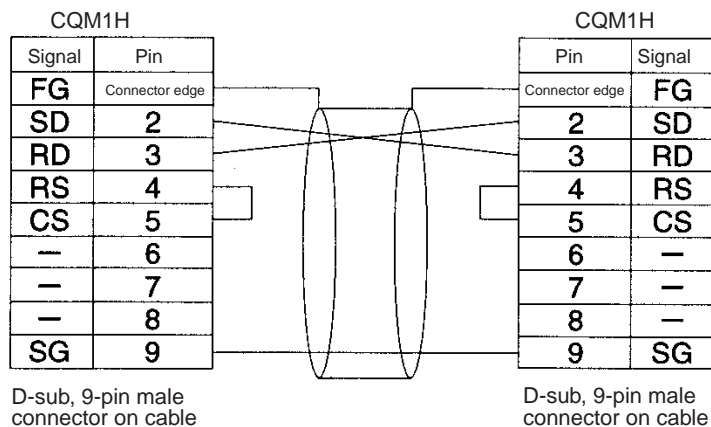 CQM1H CQM1H
Signal Pin Pin Signal
FG Connector edge Connector edge FG
SD 2 2 SD
RD 3 3 RD
RS 4 4 RS
CS 5 5 CS
— 6 6 —
— 7 7 —
— 8 8 —
SG 9 9 SG
D-sub, 9-pin male D-sub, 9-pin male
connector on cable connector on cable